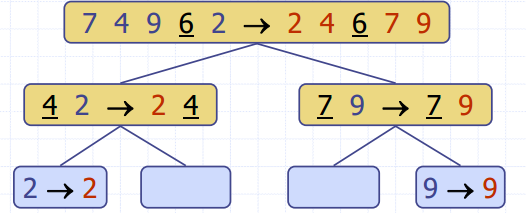 7 4 9 6 2 → 2 4 6 7 9
4 2 → 2 4
7 9 → 7 9
2 → 2
9 → 9